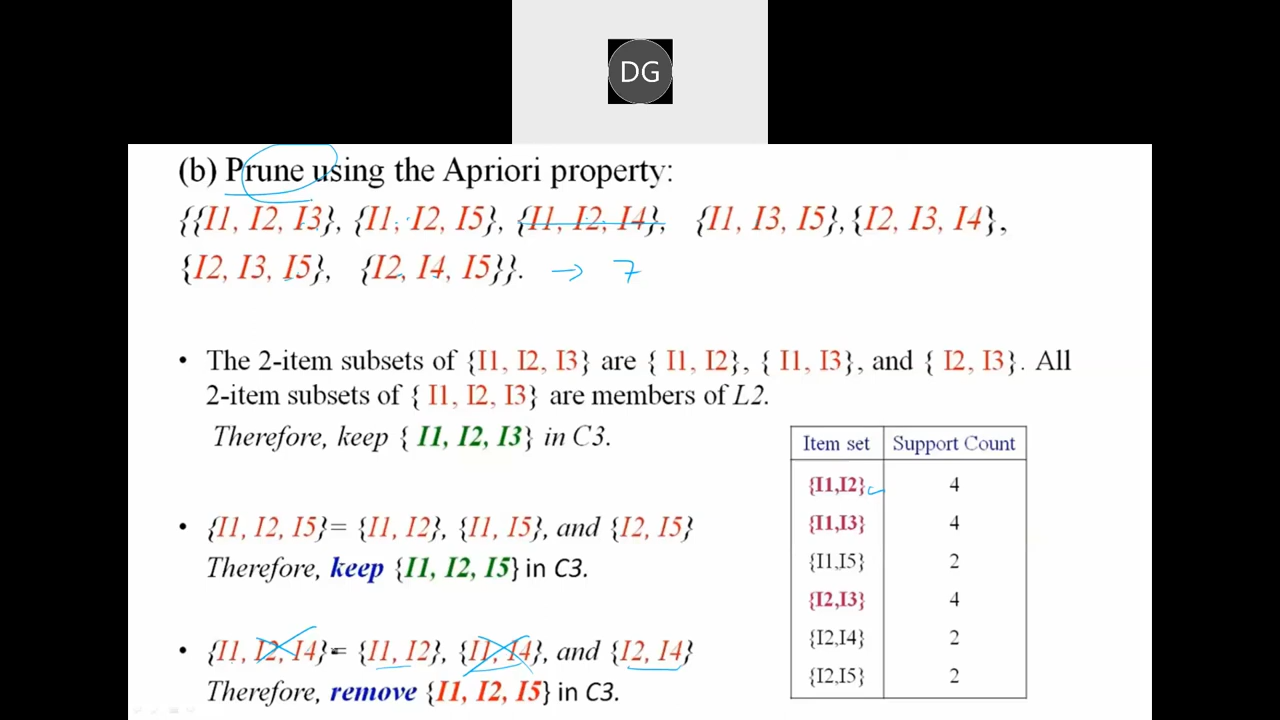 DG
(b) Prune using the Apriori property:
{{I1, I2, I3}, {I1, I2, I5}, {I1, I2, I4}, {I1, I3, I5},{I2, I3, I4},
{I2, I3, I5}, {I2, I4, I5}}. → 7
• The 2-item subsets of {I1, I2, I3} are { I1, I2}, { I1, I3}, and { I2, I3}. All
2-item subsets of { I1, I2, I3} are members of L2.
Therefore, keep { I1, I2, I3} in C3.
• {I1, I2, I5}= {I1, I2}, {I1, I5}, and {I2, I5}
Therefore, keep {I1, I2, I5} in C3.
• {I1, I2, I4}= {I1, I2}, {I1, I4}, and {I2, I4}
Therefore, remove {I1, I2, I5} in C3.
Item set Support Count
{I1,I2} 4
{I1,I3} 4
{I1,I5} 2
{I2,I3} 4
{I2,I4} 2
{I2,I5} 2